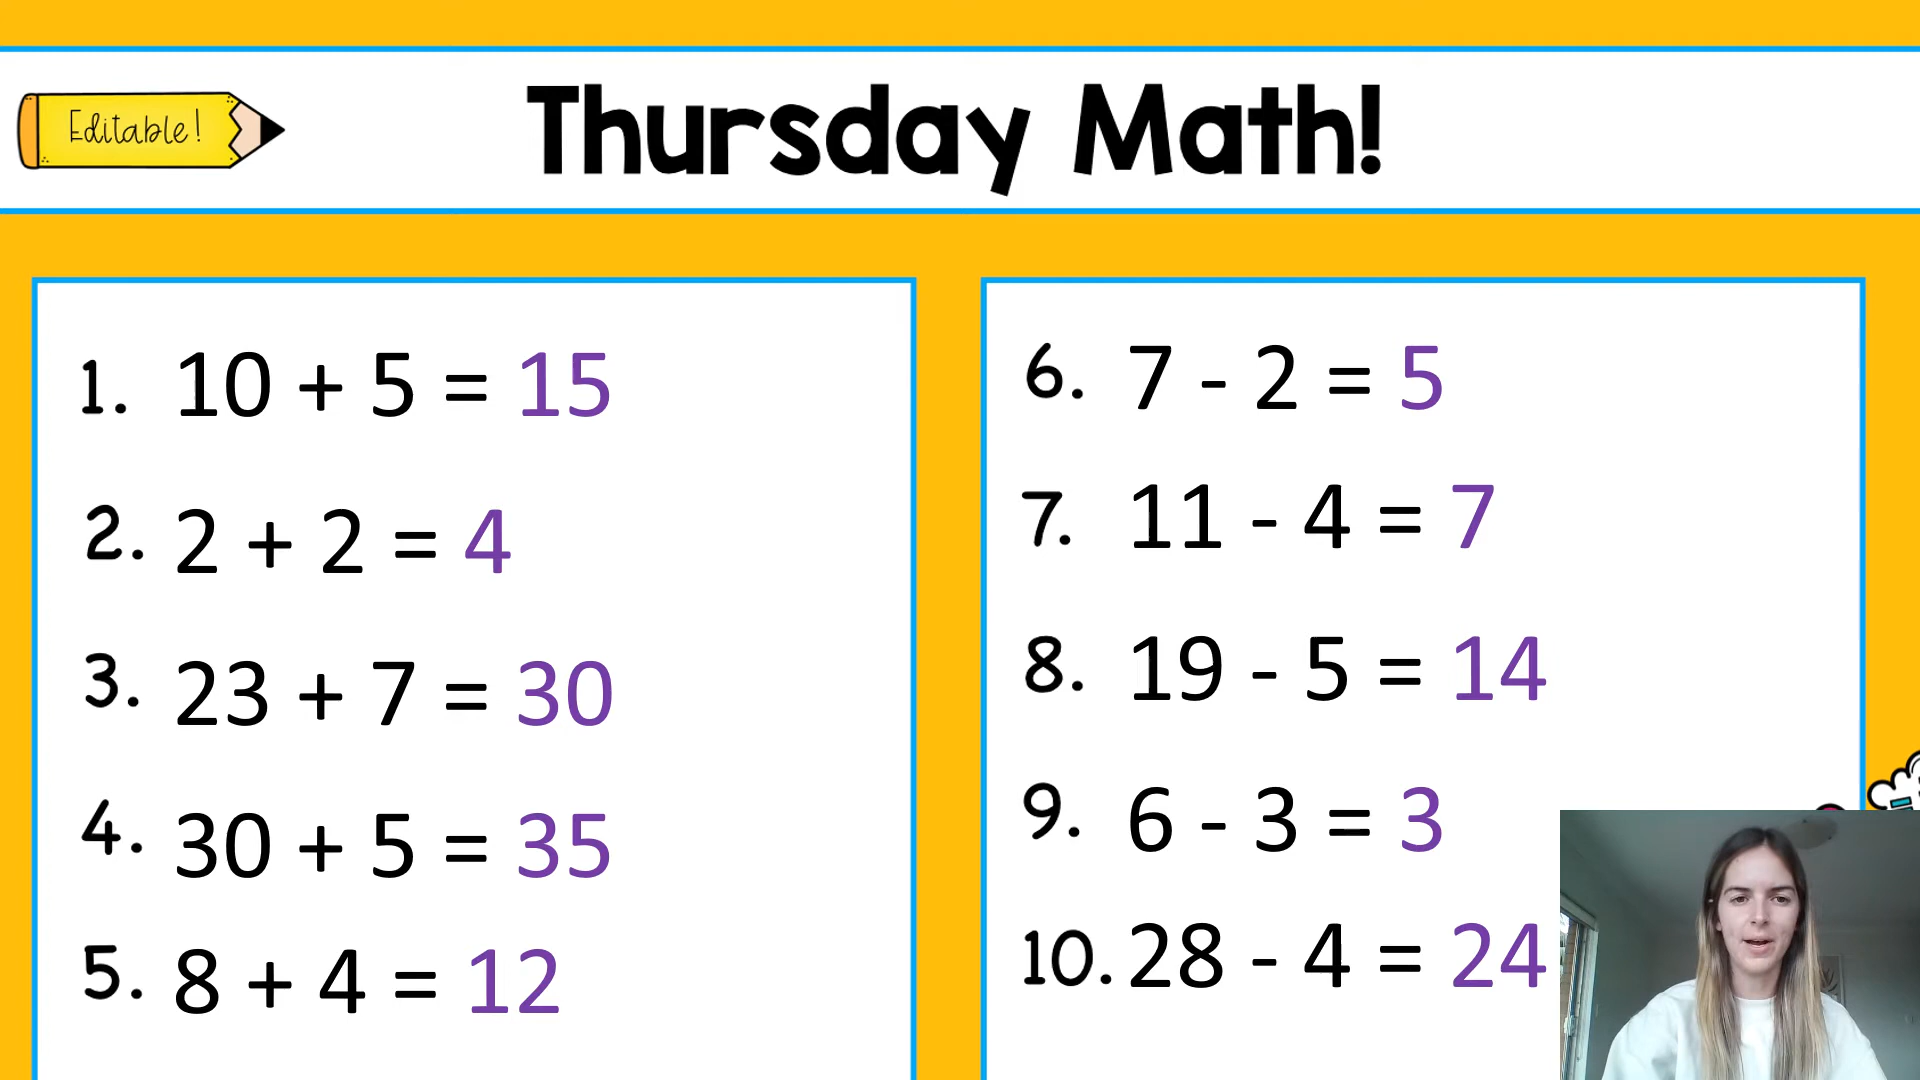 Editable!
Thursday Math!
1. 10 + 5 = 15
2. 2 + 2 = 4
3. 23 + 7 = 30
4. 30 + 5 = 35
5. 8 + 4 = 12
6. 7 - 2 = 5
7. 11 - 4 = 7
8. 19 - 5 = 14
9. 6 - 3 = 3
10. 28 - 4 = 24